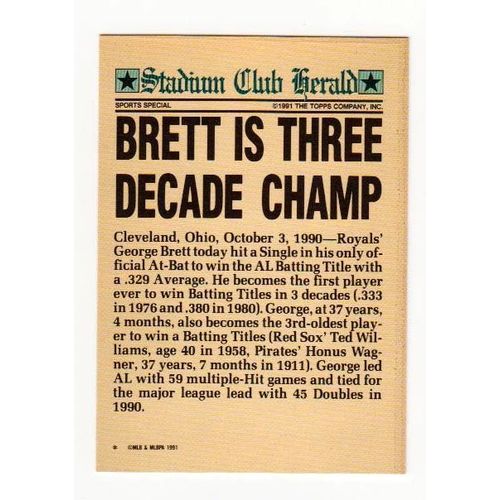 Stadium Club Herald
SPORTS SPECIAL ©1991 THE TOPPS COMPANY, INC.
BRETT IS THREE
DECADE CHAMP
Cleveland, Ohio, October 3, 1990—Royals'
George Brett today hit a Single in his only of-
ficial At-Bat to win the AL Batting Title with
a .329 Average. He becomes the first player
ever to win Batting Titles in 3 decades (.333
in 1976 and .380 in 1980). George, at 37 years,
4 months, also becomes the 3rd-oldest play-
er to win a Batting Titles (Red Sox' Ted Wil-
liams, age 40 in 1958, Pirates' Honus Wag-
ner, 37 years, 7 months in 1911). George led
AL with 59 multiple-Hit games and tied for
the major league lead with 45 Doubles in
1990.
* ©MLB & MLBPA 1991